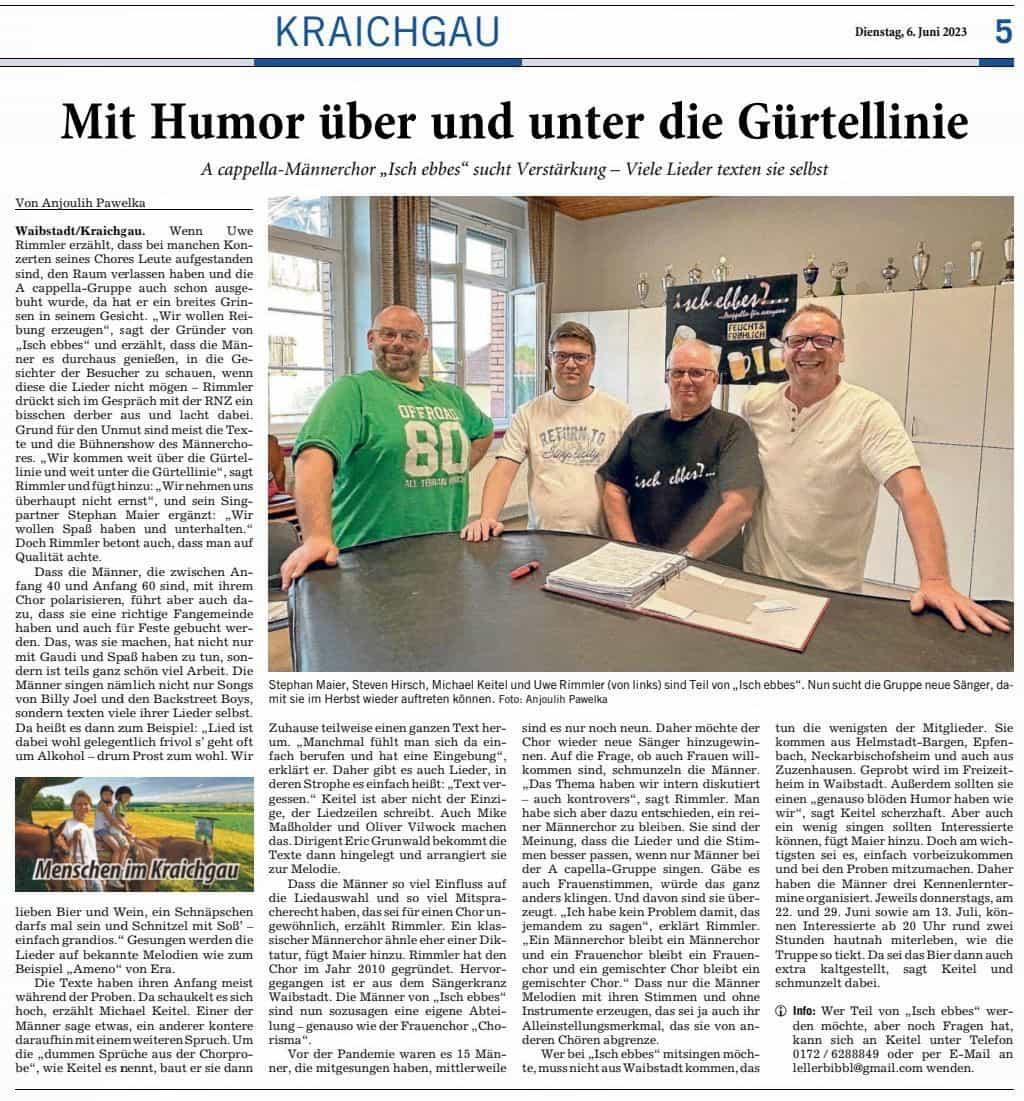 KRAICHGAU
Dienstag, 6. Juni 2023
5
Mit Humor über und unter die Gürtellinie
A cappella-Männerchor „Isch ebbes“ sucht Verstärkung – Viele Lieder texten sie selbst
Von Anjoulih Pawelka
Waibstadt/Kraichgau. Wenn Uwe
Rimmler erzählt, dass bei manchen Kon-
zerten seines Chores Leute aufgestanden
sind, den Raum verlassen haben und die
A cappella-Gruppe auch schon ausge-
buht wurde, da hat er ein breites Grin-
sen in seinem Gesicht. „Wir wollen Rei-
bung erzeugen“, sagt der Gründer von
„Isch ebbes“ und erzählt, dass die Män-
ner es durchaus genießen, in die Ge-
sichter der Besucher zu schauen, wenn
diese die Lieder nicht mögen – Rimmler
drückt sich im Gespräch mit der RNZ ein
bisschen derber aus und lacht dabei.
Grund für den Unmut sind meist die Tex-
te und die Bühnenshow des Männercho-
res. „Wir kommen weit über die Gürtel-
linie und weit unter die Gürtellinie“, sagt
Rimmler und fügt hinzu: „Wir nehmen uns
überhaupt nicht ernst“, und sein Sing-
partner Stephan Maier ergänzt: „Wir
wollen Spaß haben und unterhalten.“
Doch Rimmler betont auch, dass man auf
Qualität achte.
Dass die Männer, die zwischen An-
fang 40 und Anfang 60 sind, mit ihrem
Chor polarisieren, führt aber auch da-
zu, dass sie eine richtige Fangemeinde
haben und auch für Feste gebucht wer-
den. Das, was sie machen, hat nicht nur
mit Gaudi und Spaß haben zu tun, son-
dern ist teils ganz schön viel Arbeit. Die
Männer singen nämlich nicht nur Songs
von Billy Joel und den Backstreet Boys,
sondern texten viele ihrer Lieder selbst.
Da heißt es dann zum Beispiel: „Lied ist
dabei wohl gelegentlich frivol s’ geht oft
um Alkohol – drum Prost zum wohl. Wir
Menschen im Kraichgau
lieben Bier und Wein, ein Schnäpschen
darfs mal sein und Schnitzel mit Soß’ –
einfach grandios.“ Gesungen werden die
Lieder auf bekannte Melodien wie zum
Beispiel „Ameno“ von Era.
Die Texte haben ihren Anfang meist
während der Proben. Da schaukelt es sich
hoch, erzählt Michael Keitel. Einer der
Männer sage etwas, ein anderer kontere
daraufhin mit einem weiteren Spruch. Um
die „dummen Sprüche aus der Chorpro-
be“, wie Keitel es nennt, baut er sie dann
isch ebbes?...
FEUCHT &
FRÖHLICH
OFFROAD
80
ALL TERRAIN
RETURN TO
Simplicity
isch ebbes?...
Stephan Maier, Steven Hirsch, Michael Keitel und Uwe Rimmler (von links) sind Teil von „Isch ebbes“. Nun sucht die Gruppe neue Sänger, da-
mit sie im Herbst wieder auftreten können. Foto: Anjoulih Pawelka
Zuhause teilweise einen ganzen Text her-
um. „Manchmal fühlt man sich da ein-
fach berufen und hat eine Eingebung“,
erklärt er. Daher gibt es auch Lieder, in
deren Strophe es einfach heißt: „Text ver-
gessen.“ Keitel ist aber nicht der Einzi-
ge, der Liedzeilen schreibt. Auch Mike
Maßholder und Oliver Vilwock machen
das. Dirigent Eric Grunwald bekommt die
Texte dann hingelegt und arrangiert sie
zur Melodie.
Dass die Männer so viel Einfluss auf
die Liedauswahl und so viel Mitspra-
cherecht haben, das sei für einen Chor un-
gewöhnlich, erzählt Rimmler. Ein klas-
sischer Männerchor ähnle eher einer Dik-
tatur, fügt Maier hinzu. Rimmler hat den
Chor im Jahr 2010 gegründet. Hervor-
gegangen ist er aus dem Sängerkranz
Waibstadt. Die Männer von „Isch ebbes“
sind nun sozusagen eine eigene Abtei-
lung – genauso wie der Frauenchor „Cho-
risma“.
Vor der Pandemie waren es 15 Män-
ner, die mitgesungen haben, mittlerweile
sind es nur noch neun. Daher möchte der
Chor wieder neue Sänger hinzugewin-
nen. Auf die Frage, ob auch Frauen will-
kommen sind, schmunzeln die Männer.
„Das Thema haben wir intern diskutiert
– auch kontrovers“, sagt Rimmler. Man
habe sich aber dazu entschieden, ein rei-
ner Männerchor zu bleiben. Sie sind der
Meinung, dass die Lieder und die Stim-
men besser passen, wenn nur Männer bei
der A capella-Gruppe singen. Gäbe es
auch Frauenstimmen, würde das ganz
anders klingen. Und davon sind sie über-
zeugt. „Ich habe kein Problem damit, das
jemandem zu sagen“, erklärt Rimmler.
„Ein Männerchor bleibt ein Männerchor
und ein Frauenchor bleibt ein Frauen-
chor und ein gemischter Chor bleibt ein
gemischter Chor.“ Dass nur die Männer
Melodien mit ihren Stimmen und ohne
Instrumente erzeugen, das sei ja auch ihr
Alleinstellungsmerkmal, das sie von an-
deren Chören abgrenze.
Wer bei „Isch ebbes“ mitsingen möch-
te, muss nicht aus Waibstadt kommen, das
tun die wenigsten der Mitglieder. Sie
kommen aus Helmstadt-Bargen, Epfen-
bach, Neckarbischofsheim und auch aus
Zuzenhausen. Geprobt wird im Freizeit-
heim in Waibstadt. Außerdem sollten sie
einen „genauso blöden Humor haben wie
wir“, sagt Keitel scherzhaft. Aber auch
ein wenig singen sollten Interessierte
können, fügt Maier hinzu. Doch am wich-
tigsten sei es, einfach vorbeizukommen
und bei den Proben mitzumachen. Daher
haben die Männer drei Kennenlernter-
mine organisiert. Jeweils donnerstags, am
22. und 29. Juni sowie am 13. Juli, kön-
nen Interessierte ab 20 Uhr rund zwei
Stunden hautnah miterleben, wie die
Truppe so tickt. Da sei das Bier dann auch
extra kaltgestellt, sagt Keitel und
schmunzelt dabei.
Info: Wer Teil von „Isch ebbes“ wer-
den möchte, aber noch Fragen hat,
kann sich an Keitel unter Telefon
0172 / 6288849 oder per E-Mail an
lellerbibbl@gmail.com wenden.